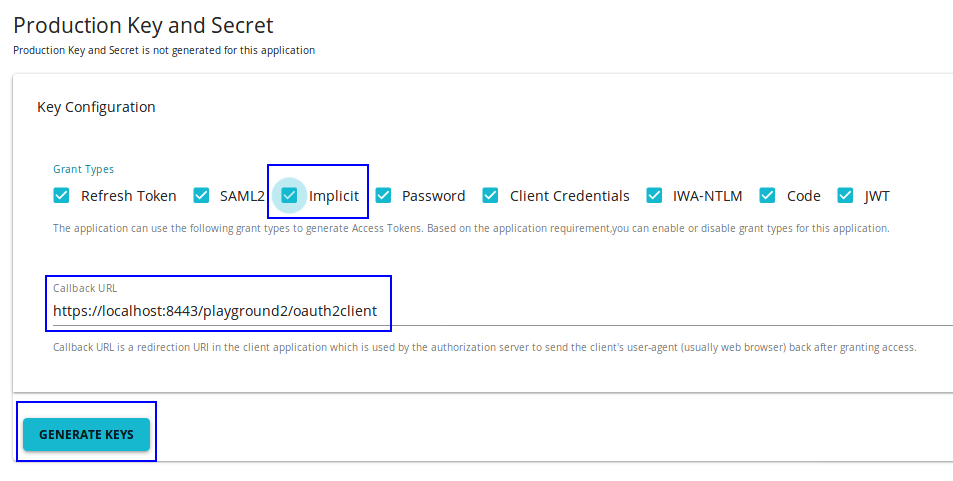 Production Key and Secret
Production Key and Secret is not generated for this application
Key Configuration
Grant Types
Refresh Token SAML2 Implicit Password Client Credentials IWA-NTLM Code JWT
The application can use the following grant types to generate Access Tokens. Based on the application requirement,you can enable or disable grant types for this application.
Callback URL
https://localhost:8443/playground2/oauth2client
Callback URL is a redirection URI in the client application which is used by the authorization server to send the client's user-agent (usually web browser) back after granting access.
GENERATE KEYS